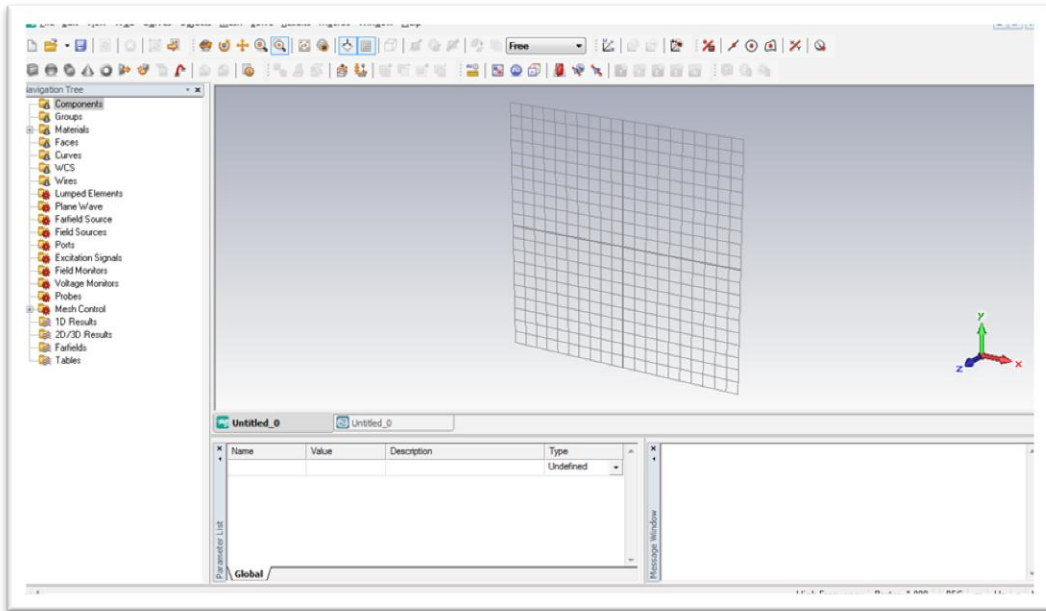 Free
Navigation Tree
Components
Groups
Materials
Faces
Curves
WCS
Wires
Lumped Elements
Plane Wave
Farfield Source
Field Sources
Ports
Excitation Signals
Field Monitors
Voltage Monitors
Probes
Mesh Control
1D Results
2D/3D Results
Farfields
Tables
y
x
z
Untitled_0
Untitled_0
Name Value Description Type
Undefined
Parameter List
Global
Message Window